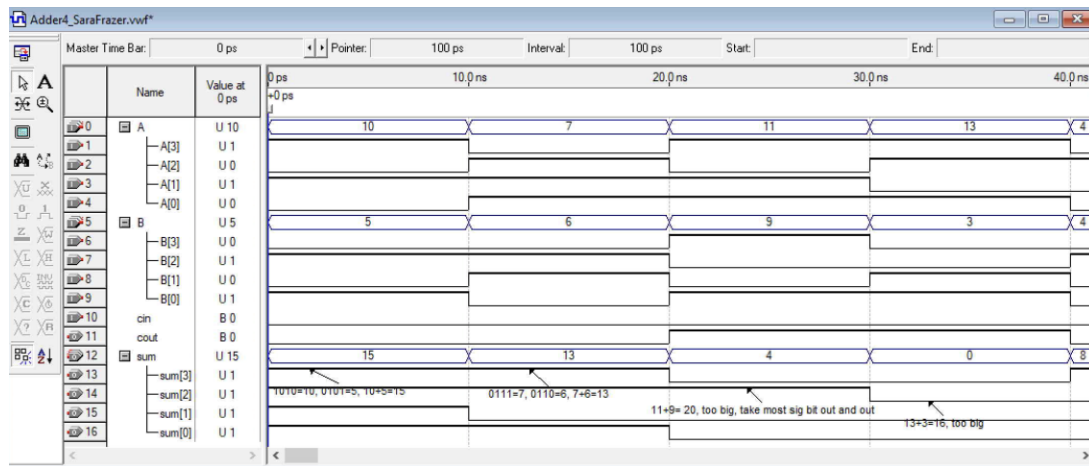 Adder4_SaraFrazer.vwf*
Master Time Bar: 0 ps Pointer: 100 ps Interval: 100 ps Start: End:
Name Value at 0 ps 0 ps 10.0 ns 20.0 ns 30.0 ns 40.0 ns
+0 ps
0 A U 10 10 7 11 13 4
1 A[3] U 1
2 A[2] U 0
3 A[1] U 1
4 A[0] U 0
5 B U 5 5 6 9 3 4
6 B[3] U 0
7 B[2] U 1
8 B[1] U 0
9 B[0] U 1
10 cin B 0
11 cout B 0
12 sum U 15 15 13 4 0 8
13 sum[3] U 1
1010=10, 0101=5, 10+5=15 0111=7, 0110=6, 7+6=13
14 sum[2] U 1
11+9= 20, too big, take most sig bit out and out
15 sum[1] U 1
13+3=16, too big
16 sum[0] U 1